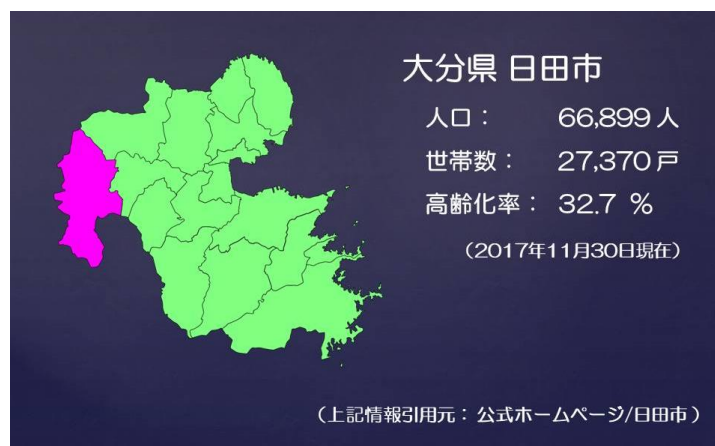 大分県 日田市
人口： 66,899 人
世帯数： 27,370 戸
高齢化率： 32.7 %
（2017年11月30日現在）
（上記情報引用元： 公式ホームページ/日田市 ）